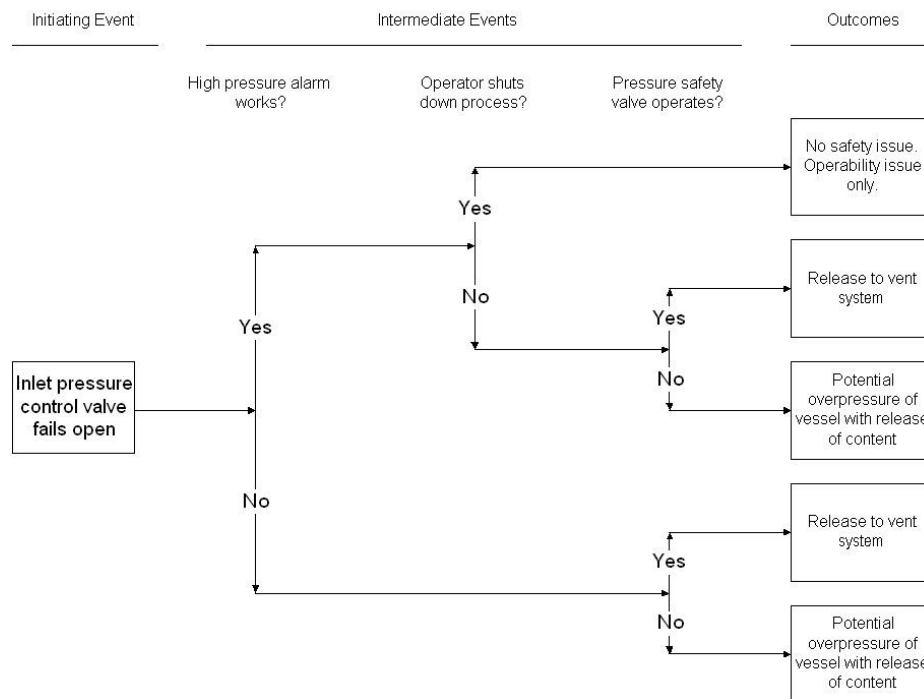 Initiating Event
Intermediate Events
Outcomes
High pressure alarm
works?
Operator shuts
down process?
Pressure safety
valve operates?
No safety issue.
Operability issue
only.
Yes
No
Release to vent
system
Yes
Yes
No
Inlet pressure
control valve
fails open
Potential
overpressure of
vessel with release
of content
No
Release to vent
system
Yes
No
Potential
overpressure of
vessel with release
of content